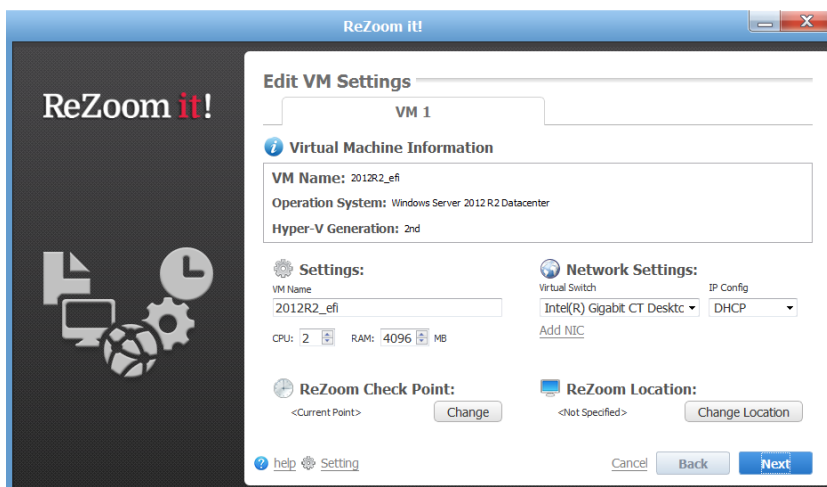 ReZoom it!
ReZoom it!
Edit VM Settings
VM 1
Virtual Machine Information
VM Name: 2012R2_efi
Operation System: Windows Server 2012 R2 Datacenter
Hyper-V Generation: 2nd
Settings:
VM Name
2012R2_efi
CPU: 2 RAM: 4096 MB
Network Settings:
Virtual Switch IP Config
Intel(R) Gigabit CT Deskto DHCP
Add NIC
ReZoom Check Point:
<Current Point> Change
ReZoom Location:
<Not Specified> Change Location
help Setting
Cancel Back Next